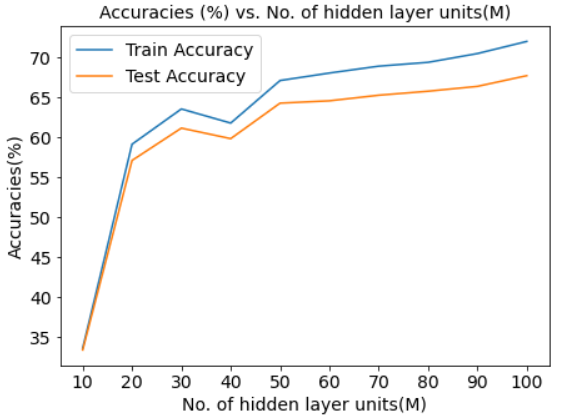 Accuracies (%) vs. No. of hidden layer units(M)
Train Accuracy
Test Accuracy
Accuracies(%)
70
65
60
55
50
45
40
35
10 20 30 40 50 60 70 80 90 100
No. of hidden layer units(M)